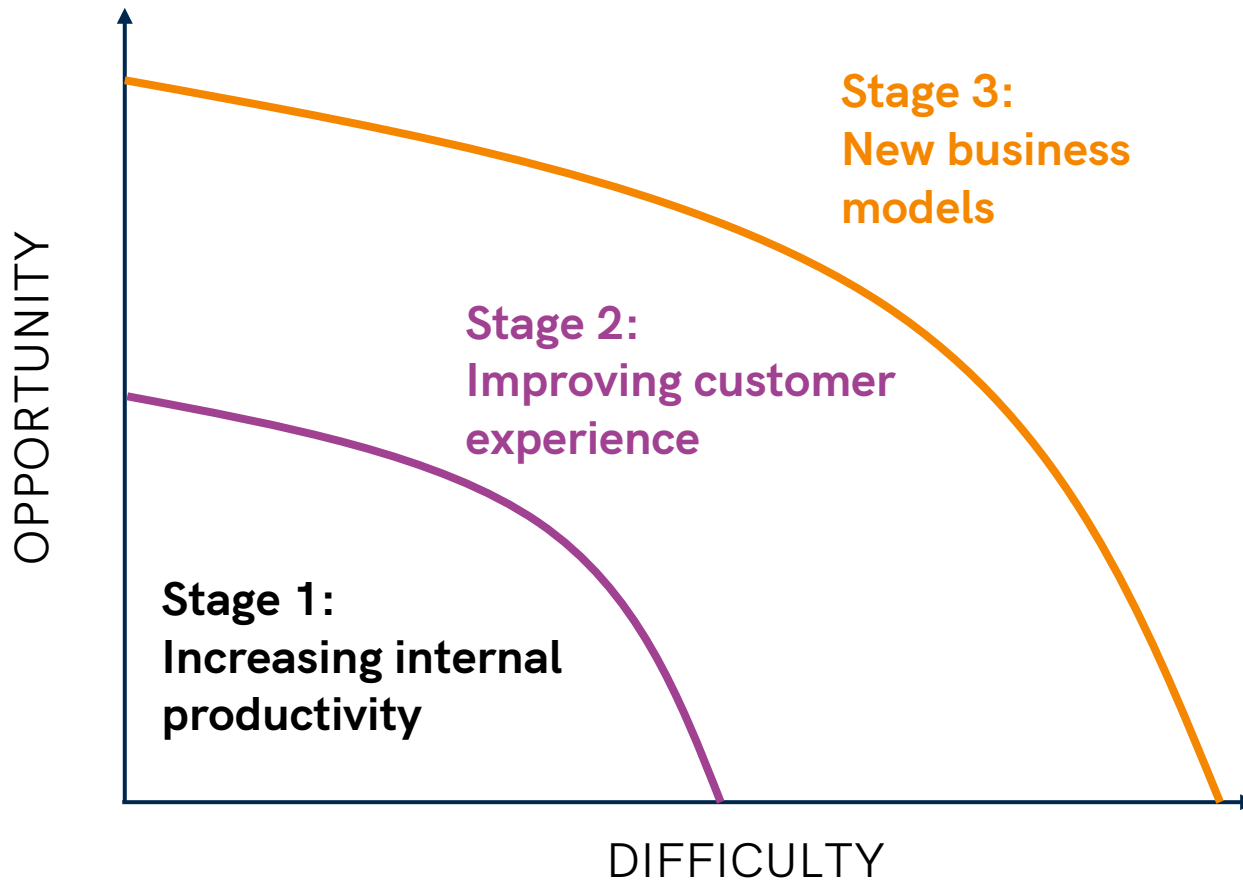 Stage 3:
New business
models
Stage 2:
Improving customer
experience
Stage 1:
Increasing internal
productivity
OPPORTUNITY
DIFFICULTY